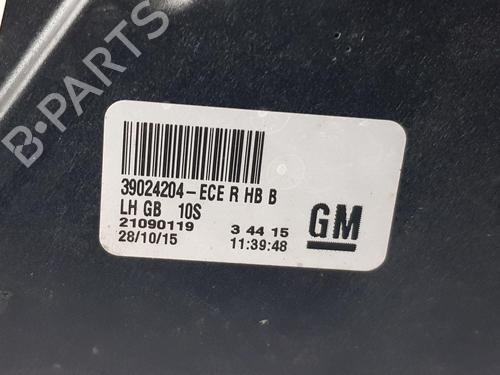 B-PARTS
39024204-ECE R HB B
LH GB 10S
21090119 3 44 15
28/10/15 11:39:48
GM